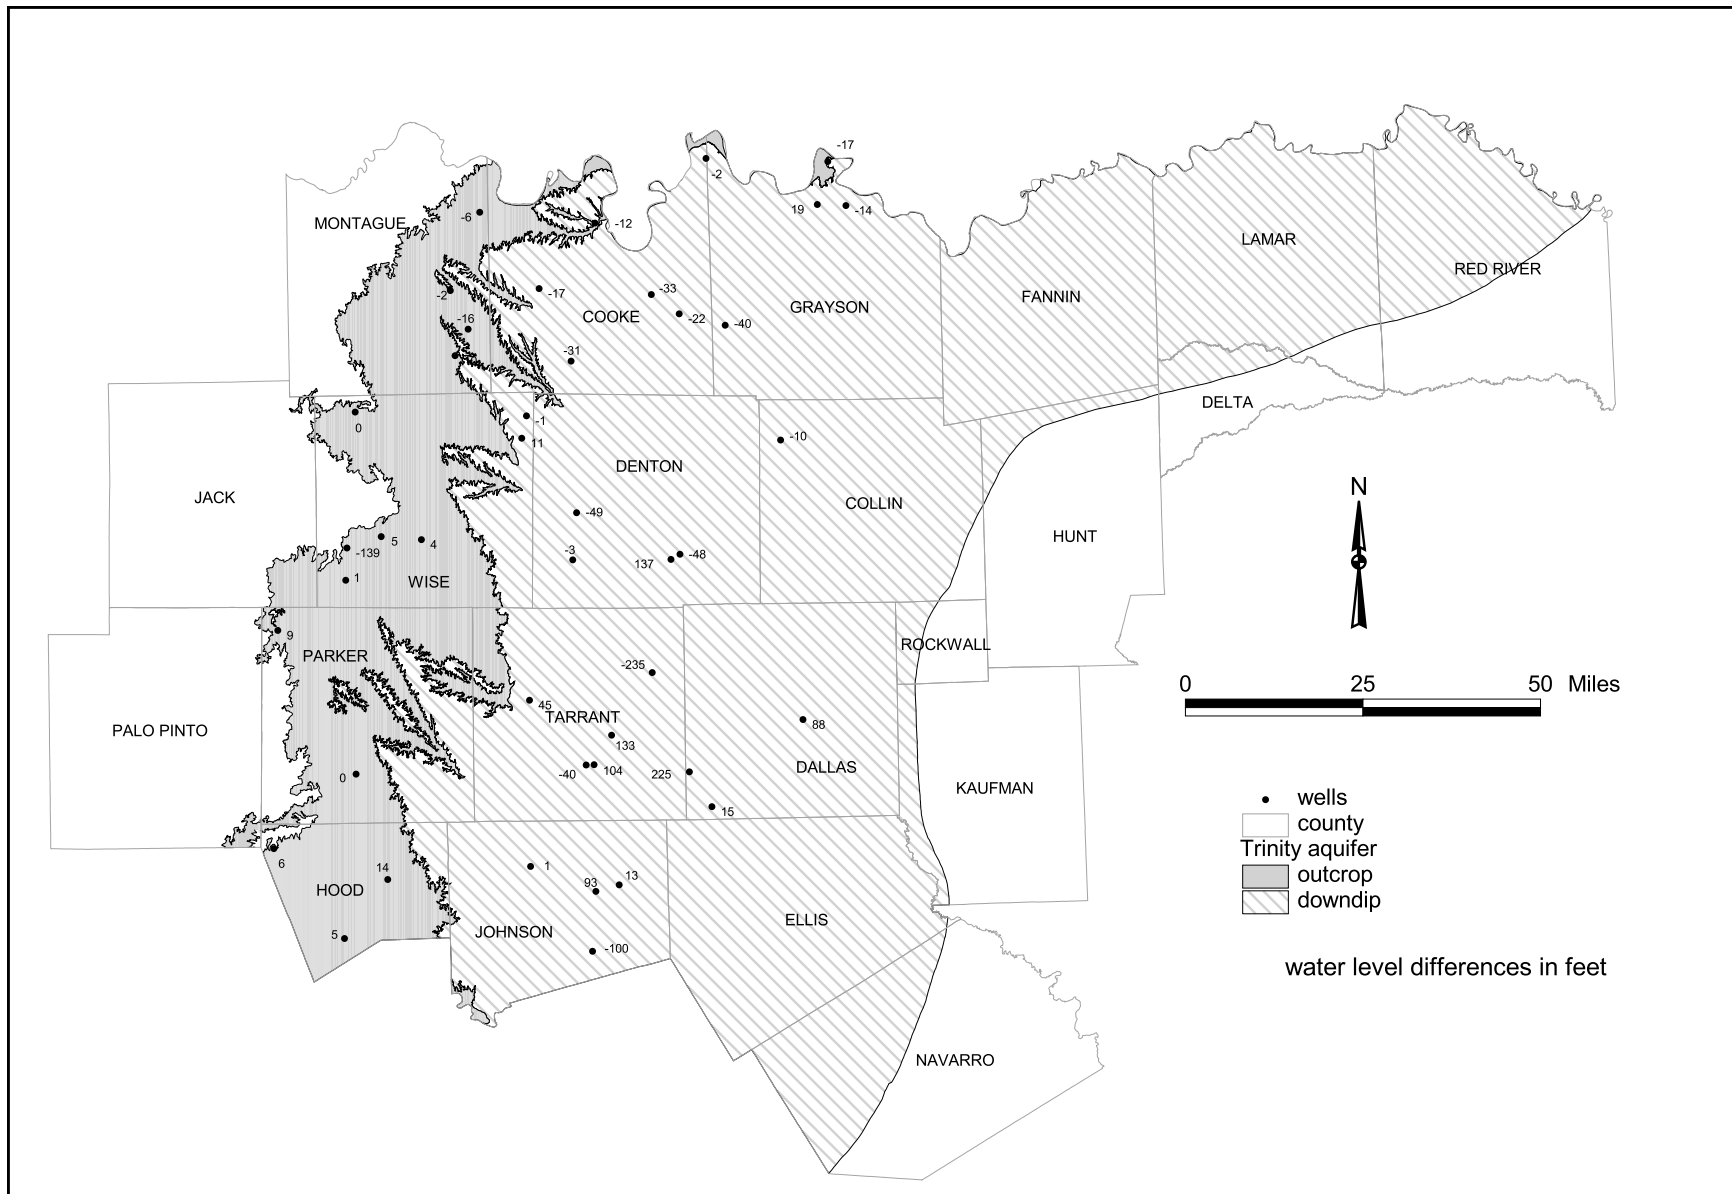 -17
-2
MONTAGUE
-6
-12
19
-14
LAMAR
RED RIVER
-2
-17
-33
COOKE
-22
-40
GRAYSON
FANNIN
-16
-31
0
-1
11
DELTA
-10
DENTON
JACK
COLLIN
N
-49
HUNT
-139
5
4
-3
137
-48
1
WISE
9
PARKER
ROCKWALL
-235
0 25 50 Miles
45
TARRANT
88
PALO PINTO
133
-40
104
225
DALLAS
0
15
KAUFMAN
wells
county
Trinity aquifer
outcrop
downdip
6
14
HOOD
1
93
13
ELLIS
JOHNSON
5
-100
water level differences in feet
NAVARRO